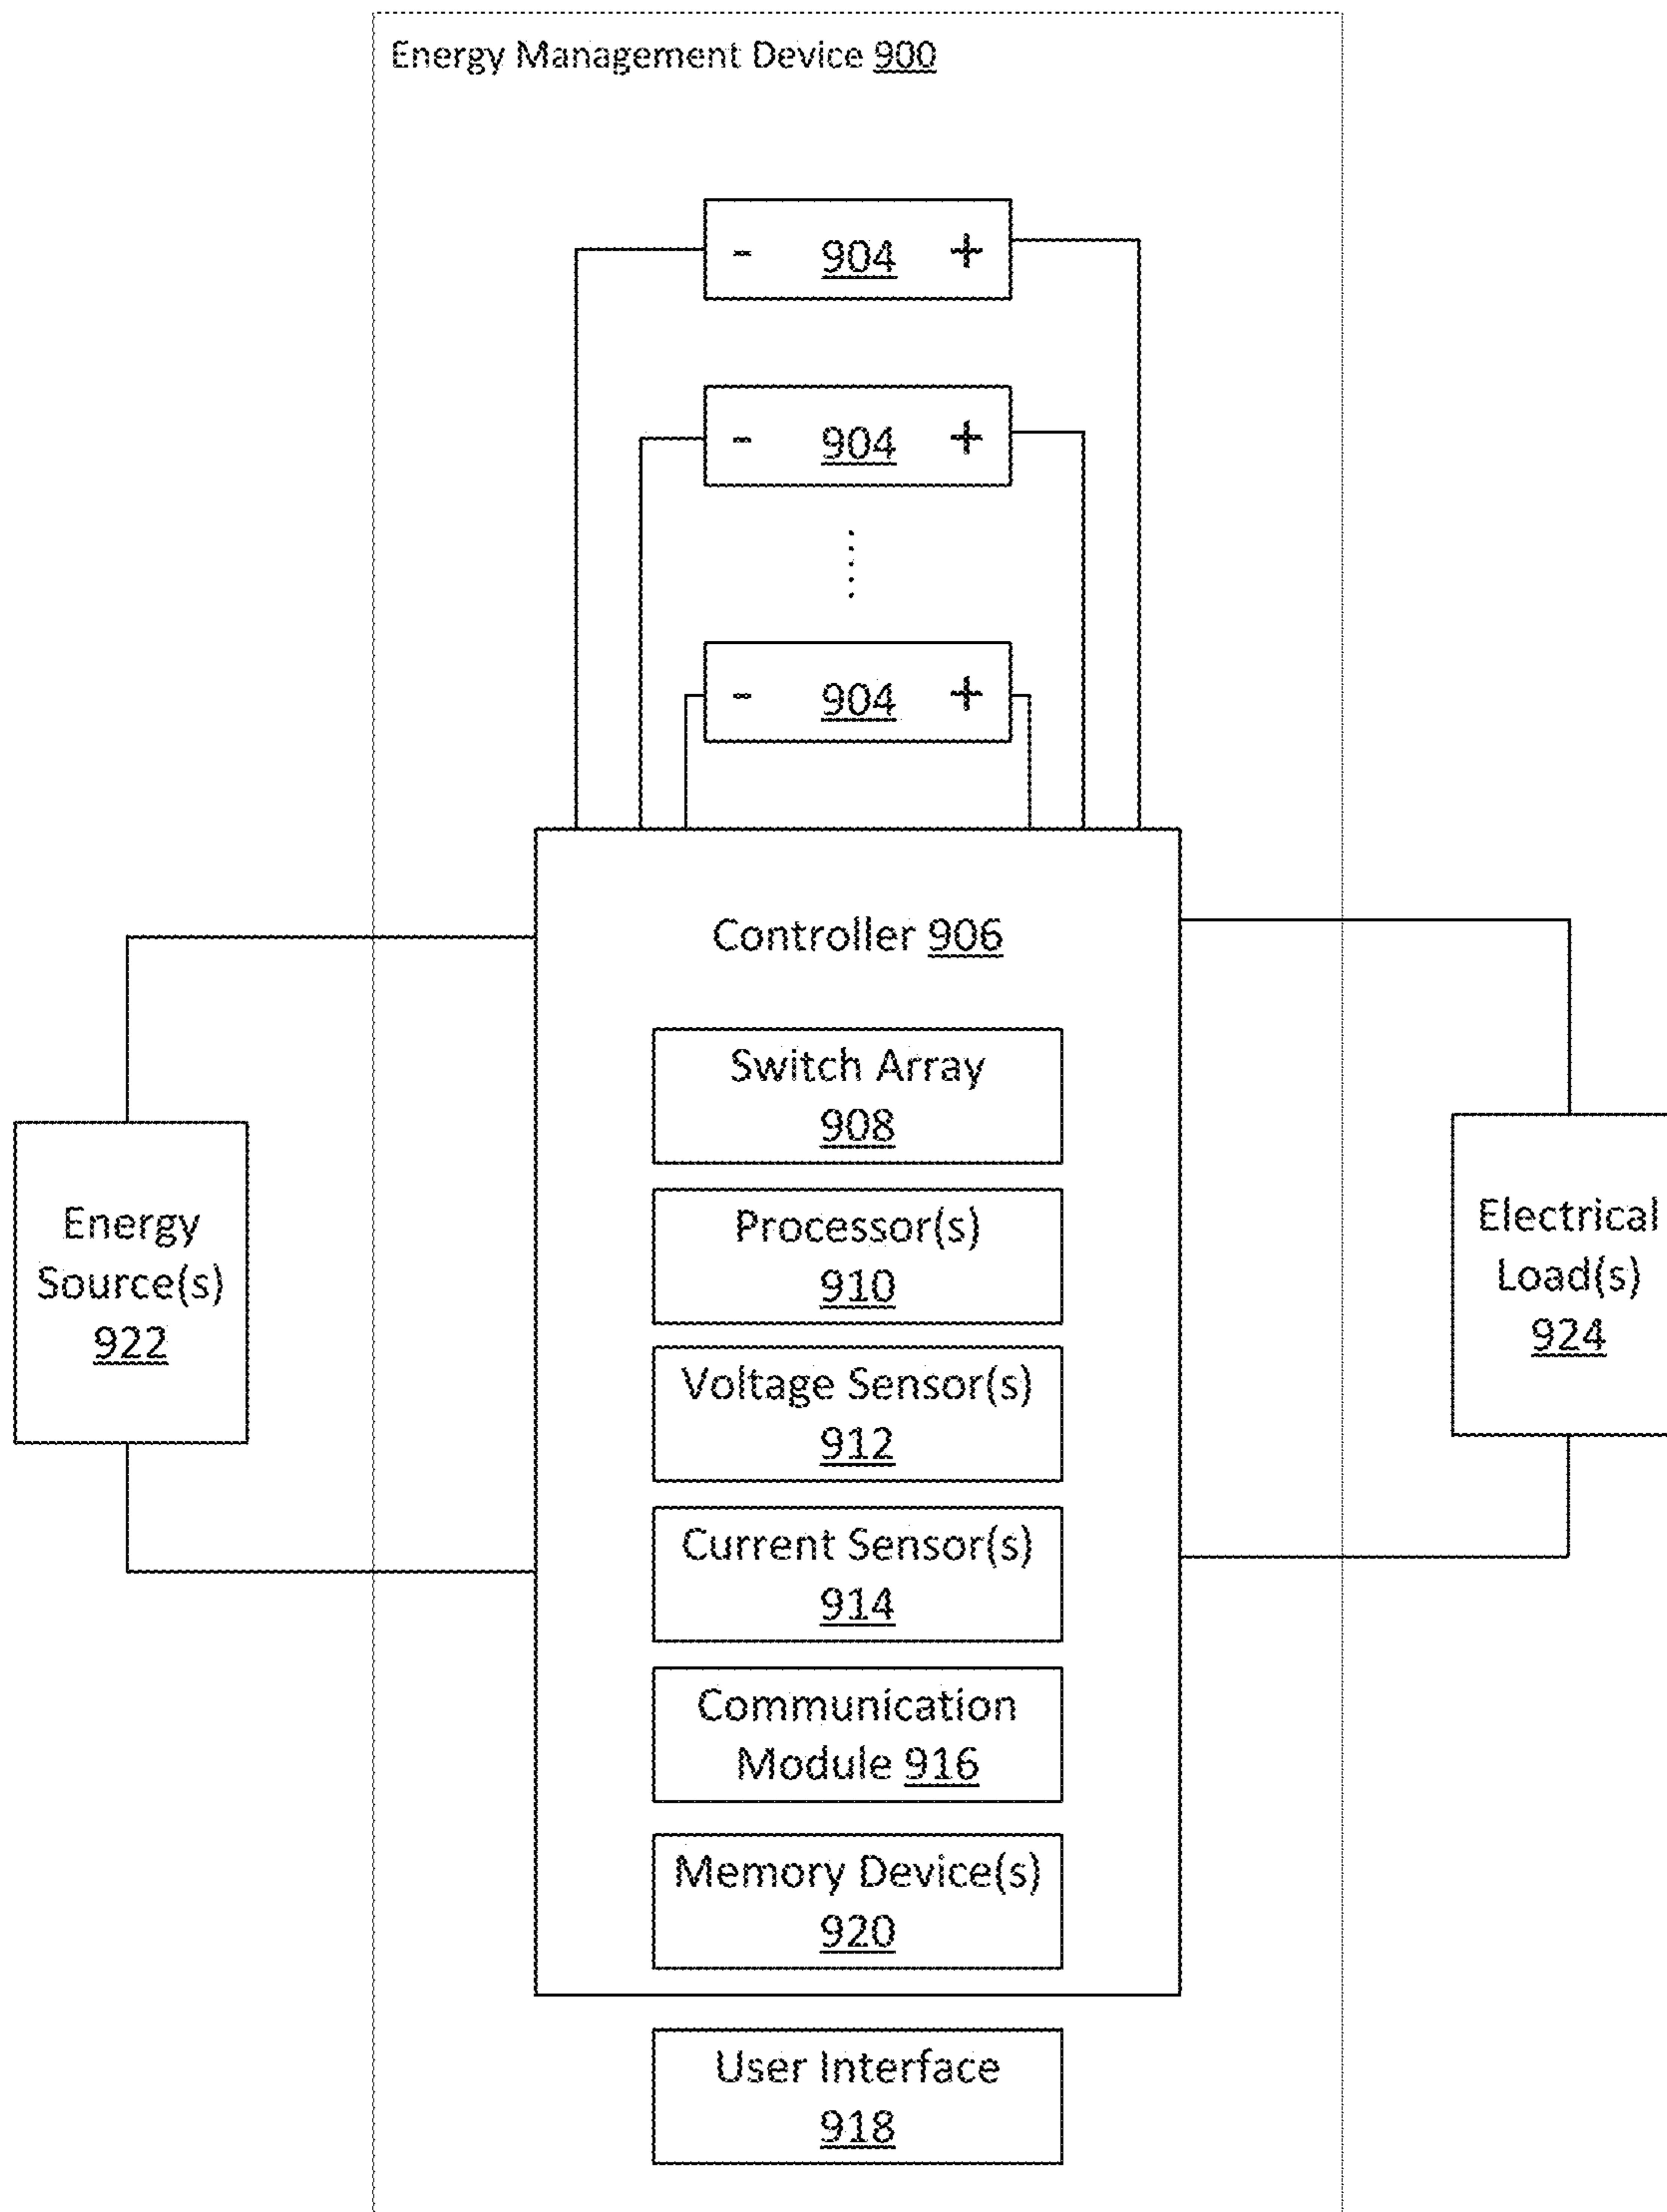 Energy Management Device 900
- 904 +
- 904 +
- 904 +
Controller 906
Switch Array
908
Processor(s)
910
Voltage Sensor(s)
912
Current Sensor(s)
914
Communication
Module 916
Memory Device(s)
920
User Interface
918
Energy
Source(s)
922
Electrical
Load(s)
924